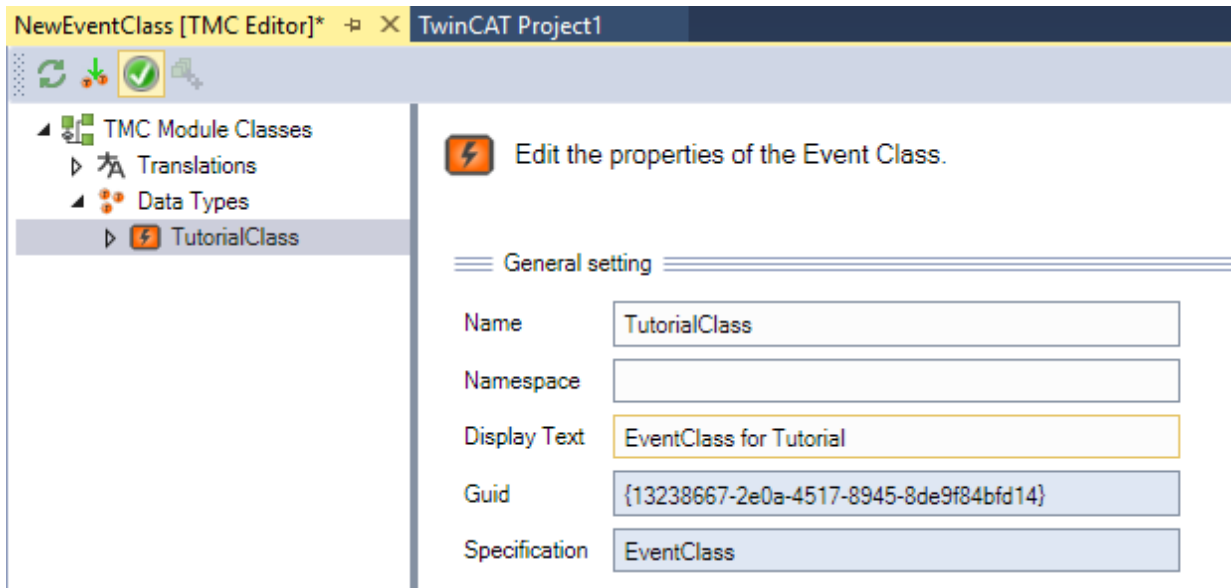 NewEventClass [TMC Editor]* TwinCAT Project1
TMC Module Classes
Translations
Data Types
TutorialClass
Edit the properties of the Event Class.
General setting
Name TutorialClass
Namespace
Display Text EventClass for Tutorial
Guid {13238667-2e0a-4517-8945-8de9f84bfd14}
Specification EventClass